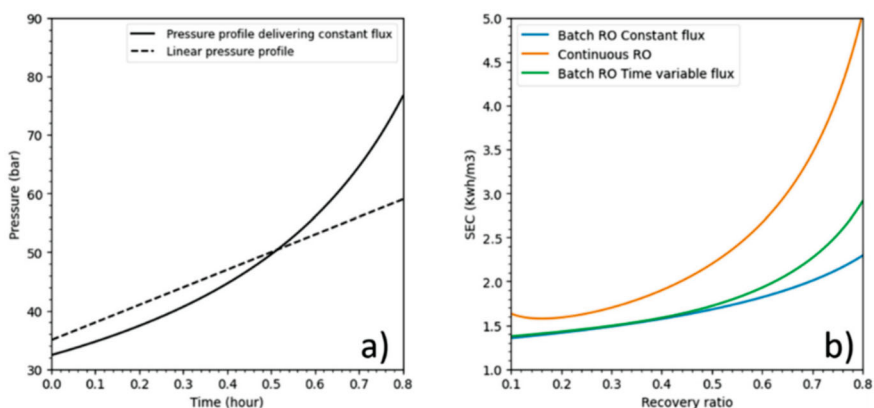 90
80
70
60
50
40
30
Pressure (bar)
0.0 0.1 0.2 0.3 0.4 0.5 0.6 0.7 0.8
Time (hour)
Pressure profile delivering constant flux
Linear pressure profile
a)
5.0
4.5
4.0
3.5
3.0
2.5
2.0
1.5
1.0
SEC (Kwh/m3)
0.1 0.2 0.3 0.4 0.5 0.6 0.7 0.8
Recovery ratio
Batch RO Constant flux
Continuous RO
Batch RO Time variable flux
b)